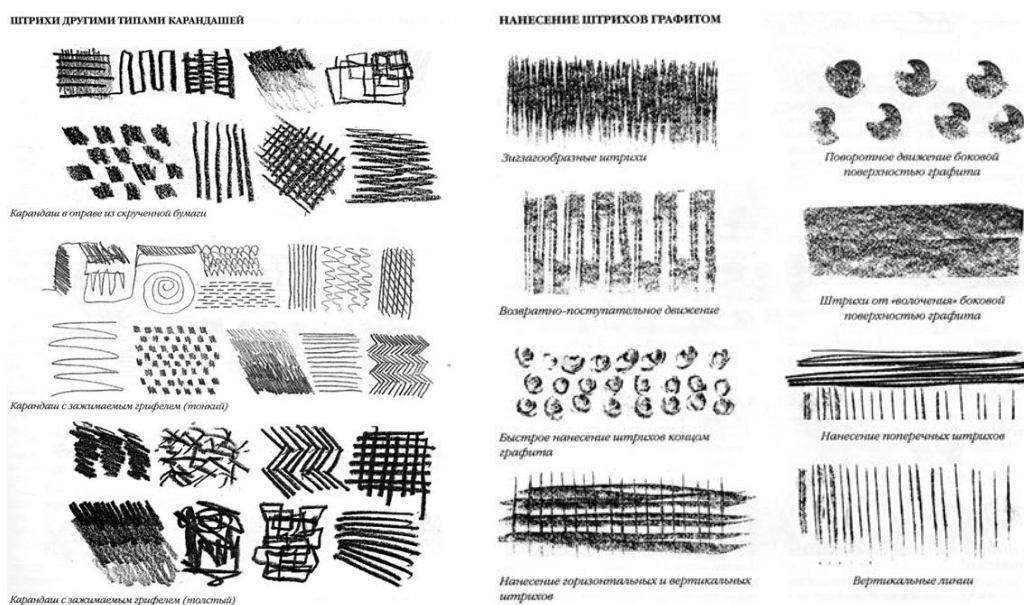 ШТРИХИ ДРУГИМИ ТИПАМИ КАРАНДАШЕЙ
Карандаш в оправе из скрученной бумаги
Карандаш с зажимаемым грифелем (тонкий)
Карандаш с зажимаемым грифелем (толстый)
НАНЕСЕНИЕ ШТРИХОВ ГРАФИТОМ
Зигзагообразные штрихи
Поворотное движение боковой
поверхностью графита
Возвратно-поступательное движение
Штрихи от «волочения» боковой
поверхностью графита
Быстрое нанесение штрихов концом
графита
Нанесение поперечных штрихов
Нанесение горизонтальных и вертикальных
штрихов
Вертикальные линии